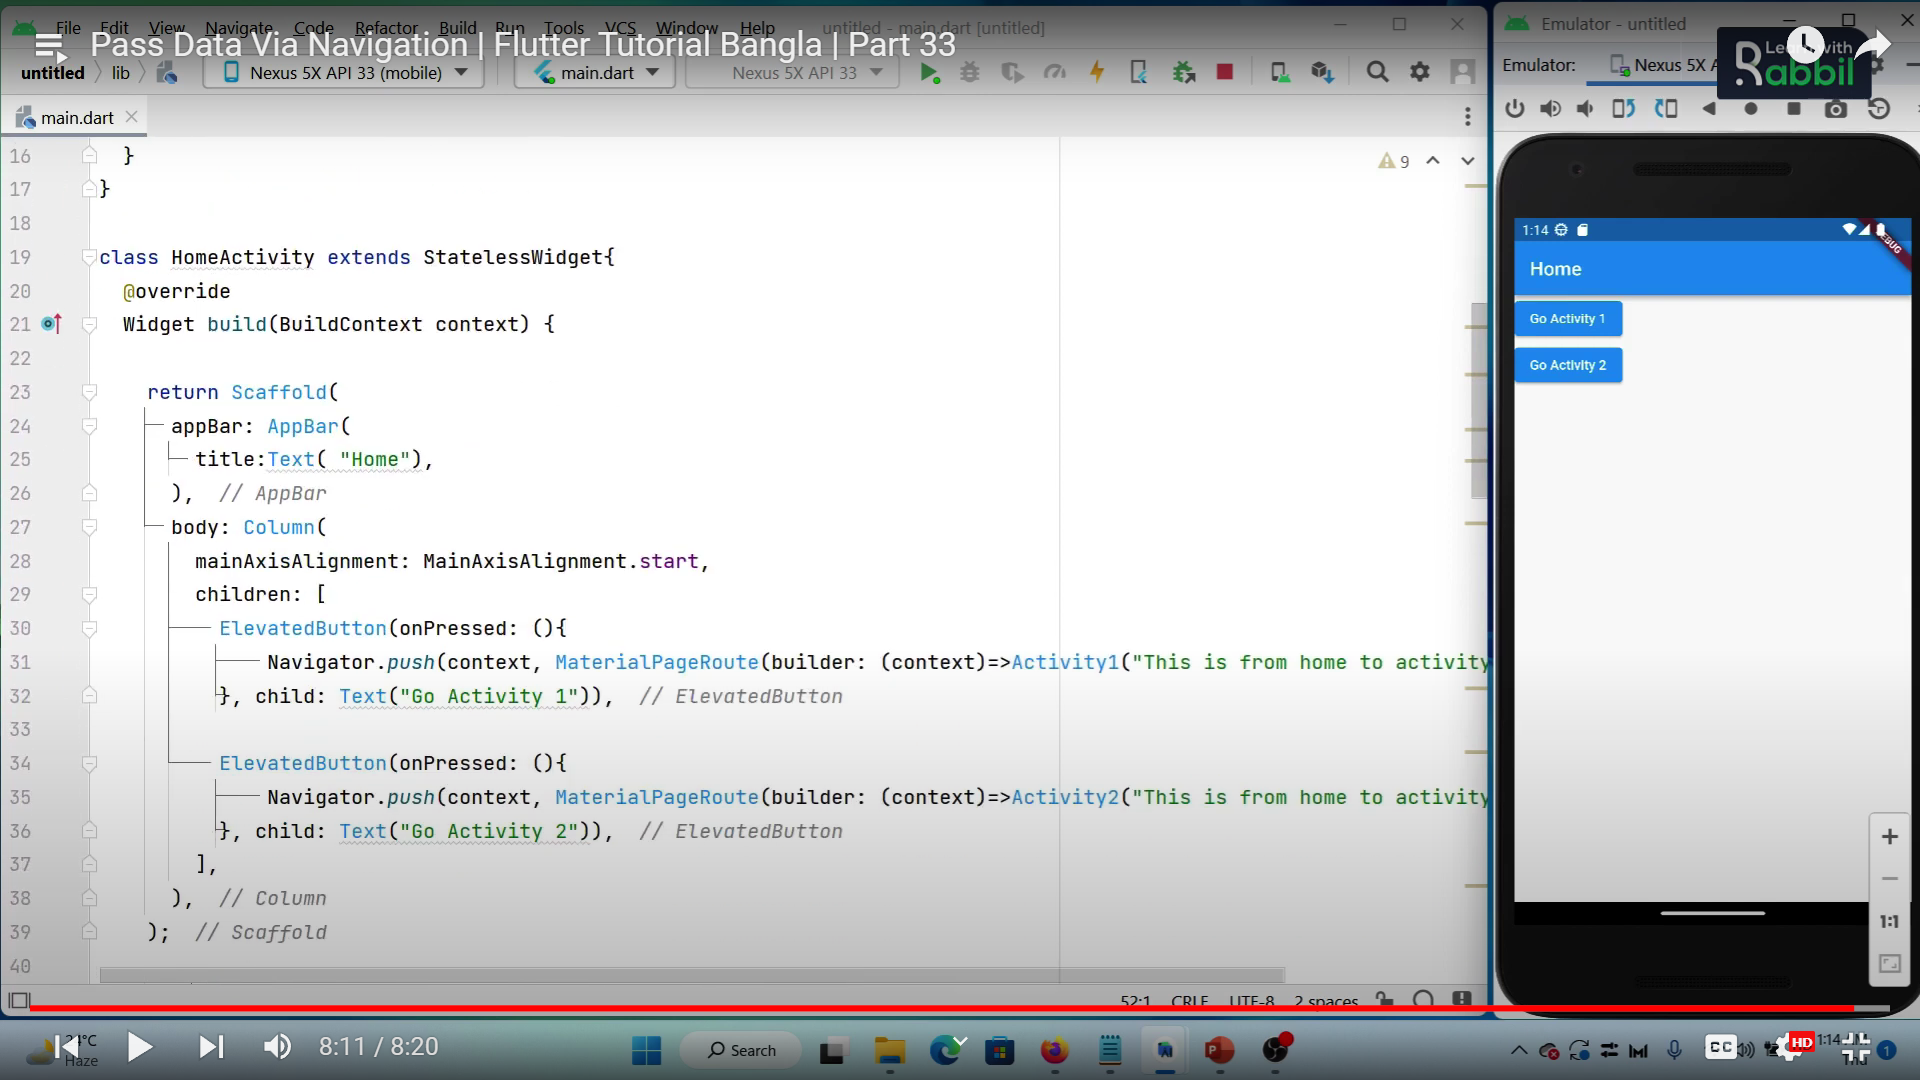 File Edit View Navigate Code Refactor Build Run Tools VCS Window Help untitled - main.dart [untitled]
Pass Data Via Navigation | Flutter Tutorial Bangla | Part 33
untitled lib Nexus 5X API 33 (mobile) main.dart Nexus 5X API 33
main.dart
9
16 }
17 }
18
19 class HomeActivity extends StatelessWidget{
20 @override
21 Widget build(BuildContext context) {
22
23 return Scaffold(
24 appBar: AppBar(
25 title:Text( "Home"),
26 ), // AppBar
27 body: Column(
28 mainAxisAlignment: MainAxisAlignment.start,
29 children: [
30 ElevatedButton(onPressed: (){
31 Navigator.push(context, MaterialPageRoute(builder: (context)=>Activity1("This is from home to activity
32 }, child: Text("Go Activity 1")), // ElevatedButton
33
34 ElevatedButton(onPressed: (){
35 Navigator.push(context, MaterialPageRoute(builder: (context)=>Activity2("This is from home to activity
36 }, child: Text("Go Activity 2")), // ElevatedButton
37 ],
38 ), // Column
39 ); // Scaffold
40
52:1 CRLF UTF-8 2 spaces
Emulator - untitled
Emulator: Nexus 5X A
Learn with
Rabbil
1:14
DEBUG
Home
Go Activity 1
Go Activity 2
1:1
Haze
8:11 / 8:20
Search
CC
HD
1:14
1